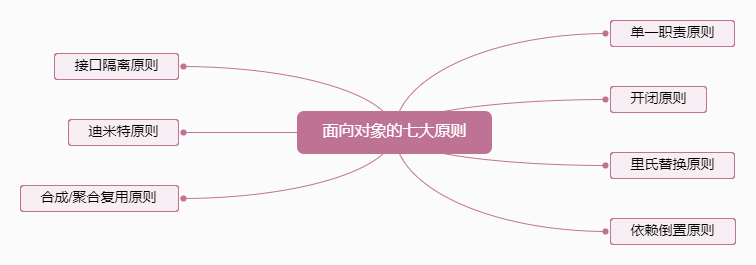 面向对象的七大原则
单一职责原则
开闭原则
里氏替换原则
依赖倒置原则
接口隔离原则
迪米特原则
合成/聚合复用原则